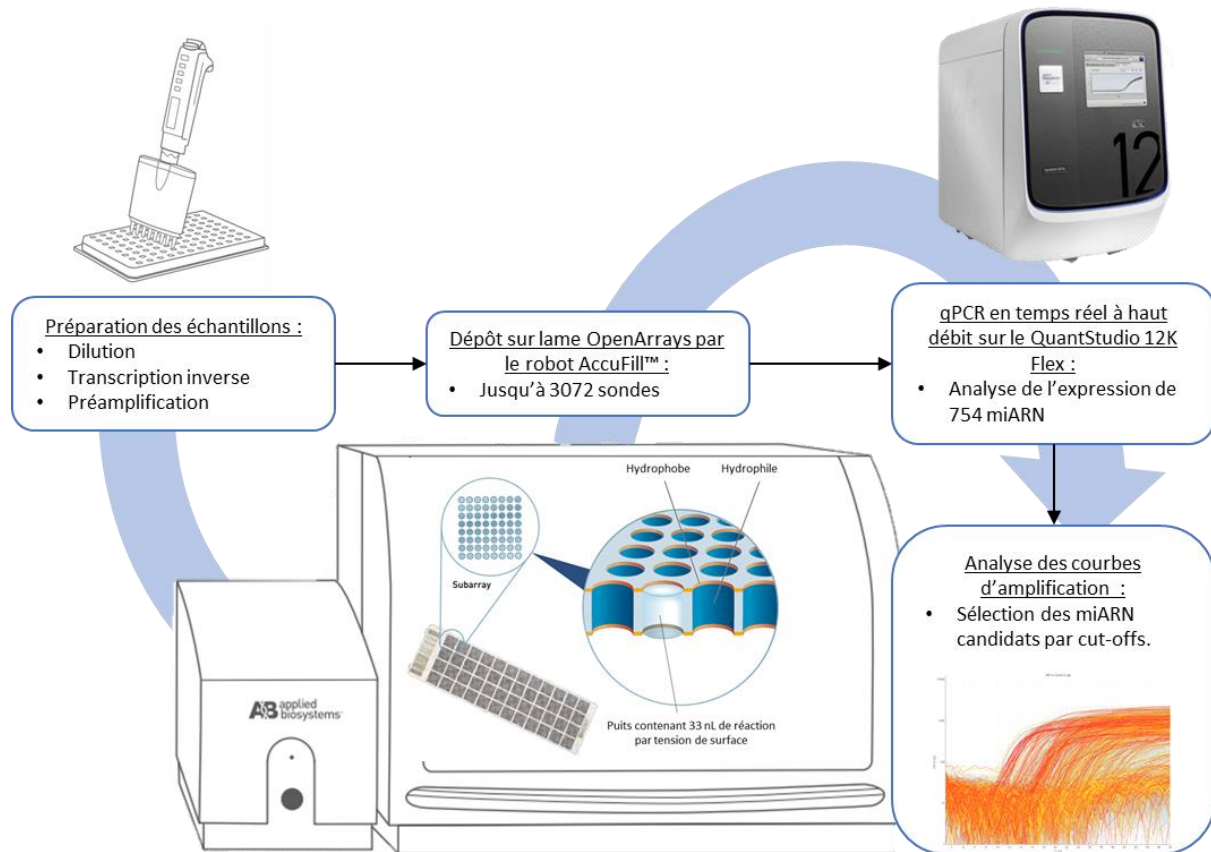 Préparation des échantillons :
• Dilution
• Transcription inverse
• Préamplification
Dépôt sur lame OpenArrays par
le robot AccuFill™ :
• Jusqu'à 3072 sondes
12
qPCR en temps réel à haut
débit sur le QuantStudio 12K
Flex :
• Analyse de l'expression de
754 miARN
Hydrophobe
Hydrophile
Subarray
Puits contenant 33 nL de réaction
par tension de surface
AB applied
biosystems
Analyse des courbes
d'amplification :
• Sélection des miARN
candidats par cut-offs.